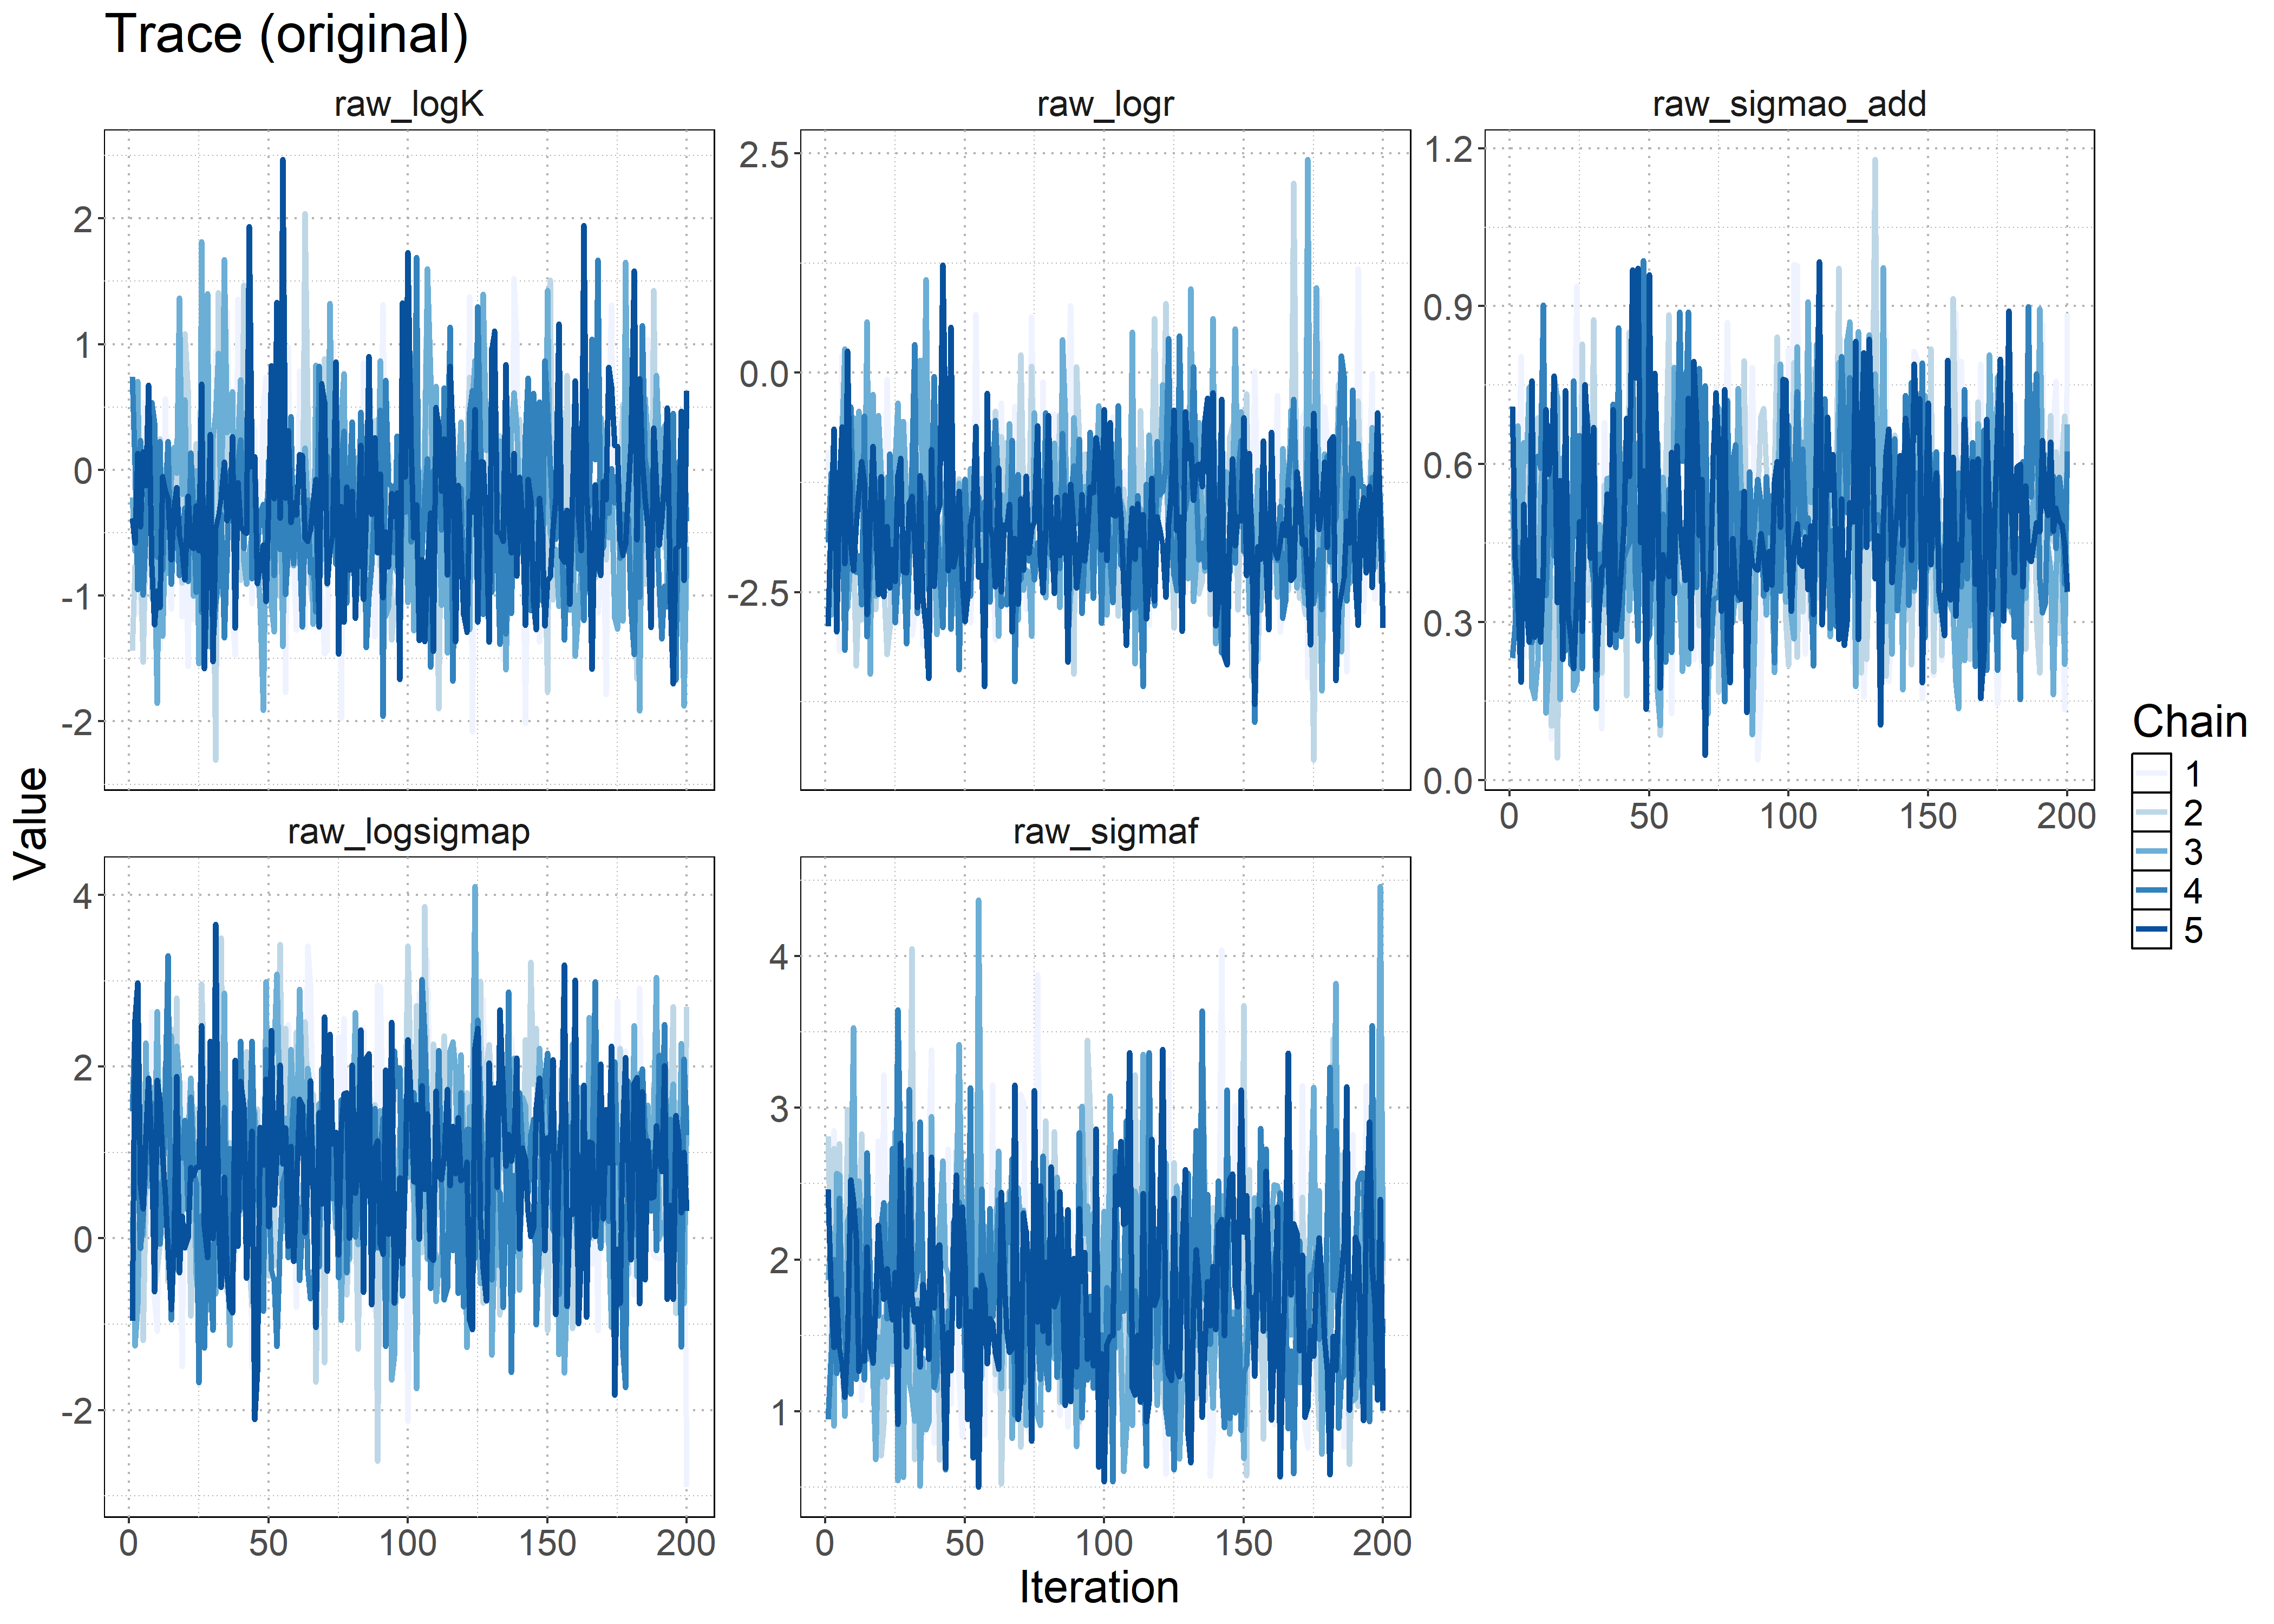 Trace (original)
raw_logK
raw_logr
raw_sigmao_add
2
1
0
-1
-2
2.5
0.0
-2.5
1.2
0.9
0.6
0.3
0.0
0 50 100 150 200
raw_logsigmap
raw_sigmaf
4
2
0
-2
4
3
2
1
0 50 100 150 200
0 50 100 150 200
Value
Iteration
Chain
1
2
3
4
5